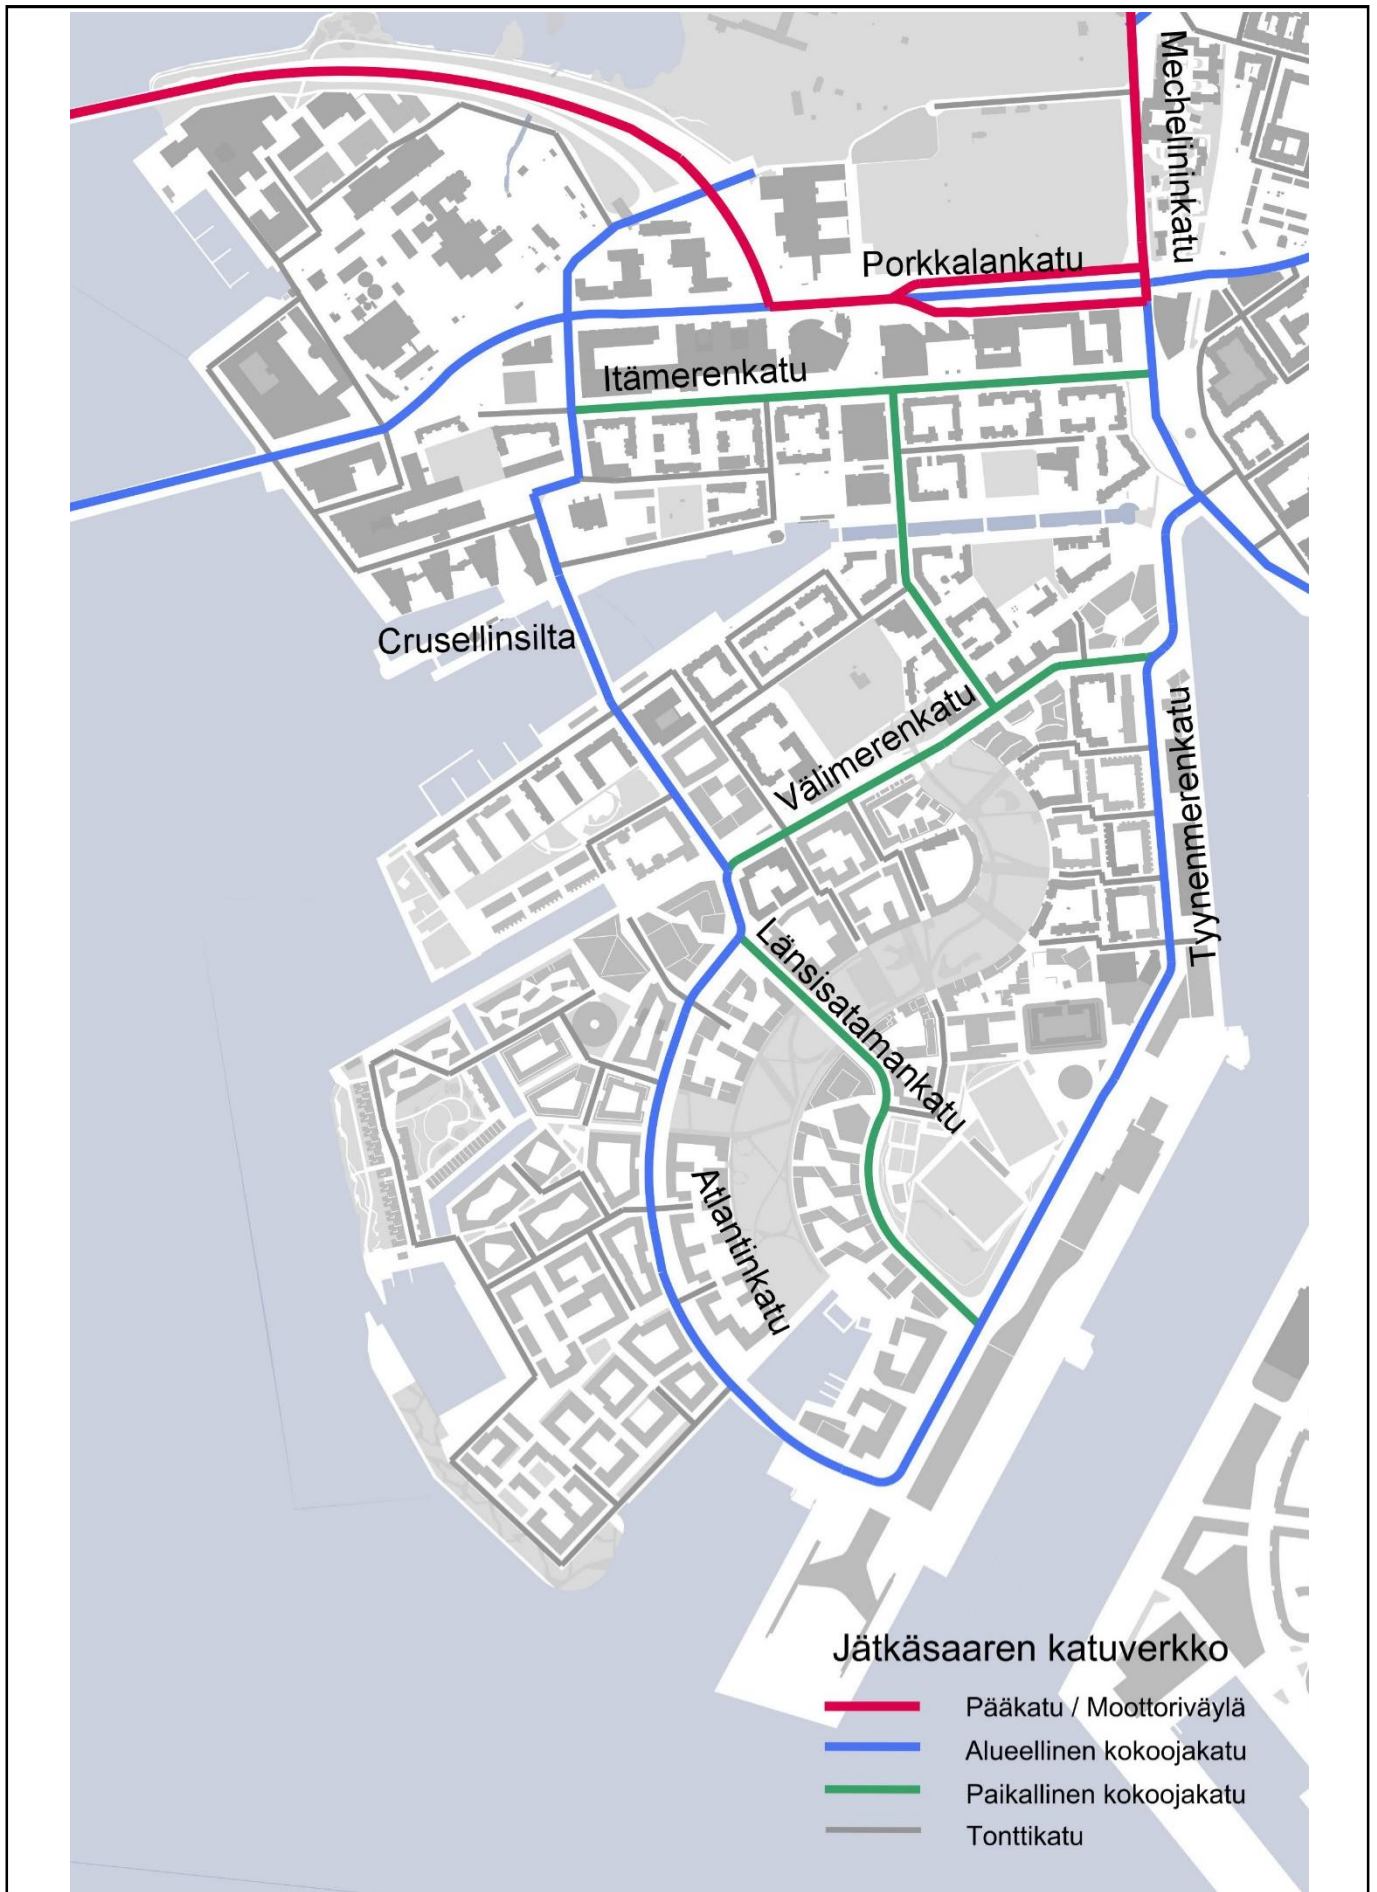 Mechelininkatu
Porkkalankatu
Itämerenkatu
Crusellinsilta
Välimerenkatu
Tyynenmerenkatu
Länsisatamankatu
Atlantinkatu
Jätkäsaaren katuverkko
Pääkatu / Moottoriväylä
Alueellinen kokoojakatu
Paikallinen kokoojakatu
Tonttikatu